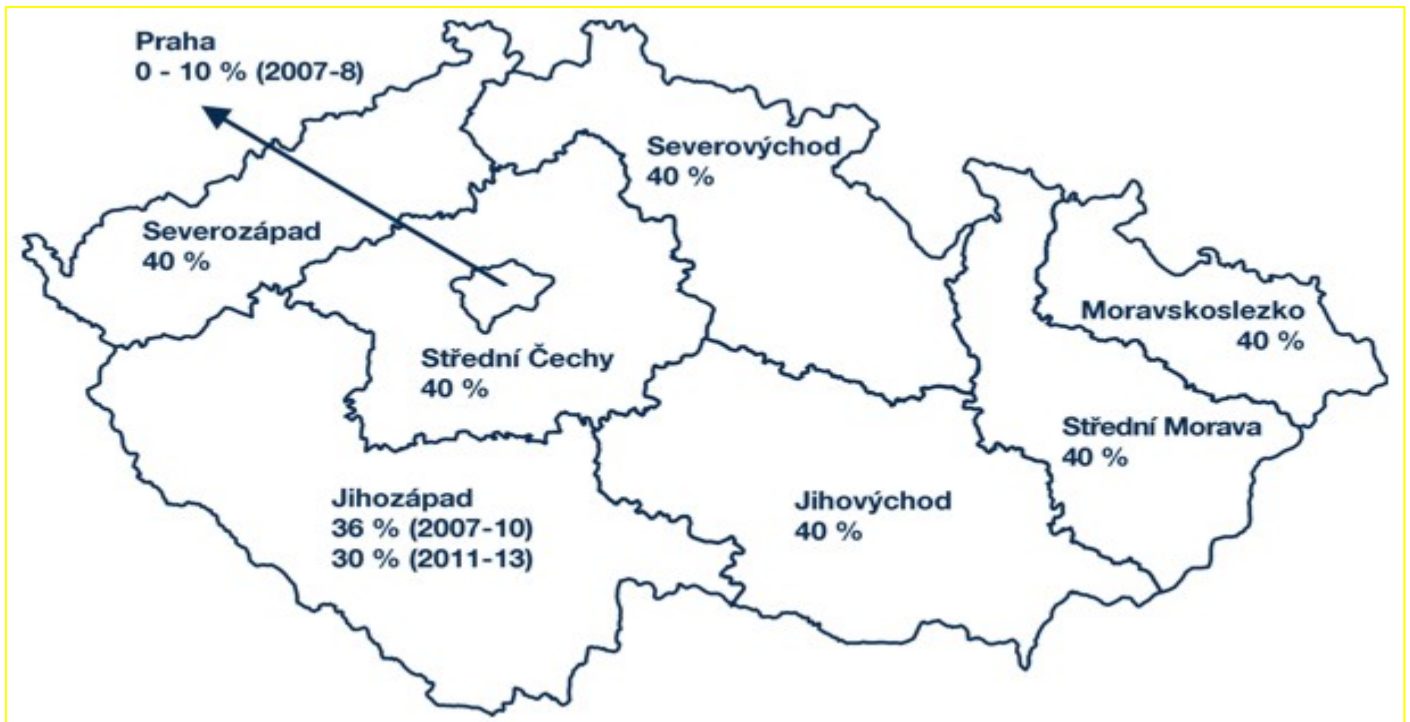 Praha
0 - 10 % (2007-8)
Severovýchod
40 %
Severozápad
40 %
Moravskoslezko
40 %
Střední Čechy
40 %
Střední Morava
40 %
Jihozápad
36 % (2007-10)
30 % (2011-13)
Jihovýchod
40 %